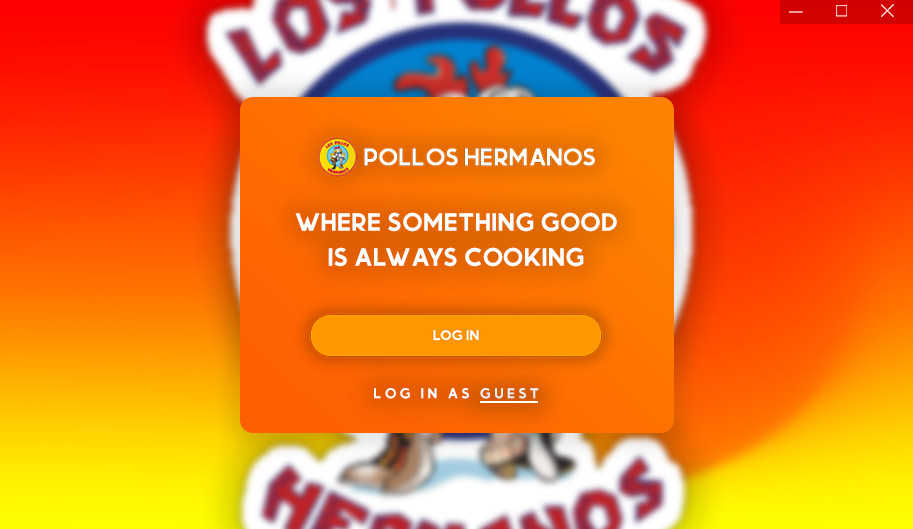 LOS POLLOS
POLLOS HERMANOS
WHERE SOMETHING GOOD
IS ALWAYS COOKING
LOG IN
LOG IN AS GUEST
HERMANOS